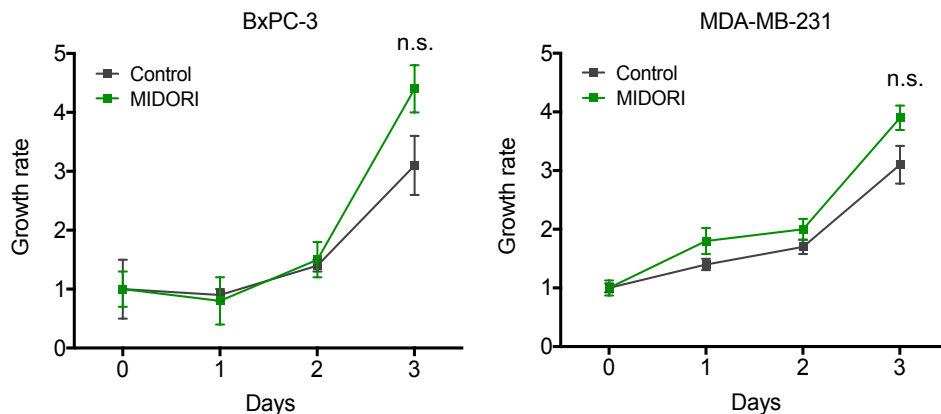 BxPC-3
n.s.
Control
MIDORI
5
4
3
2
1
0
Growth rate
0 1 2 3
Days
MDA-MB-231
n.s.
Control
MIDORI
5
4
3
2
1
0
Growth rate
0 1 2 3
Days